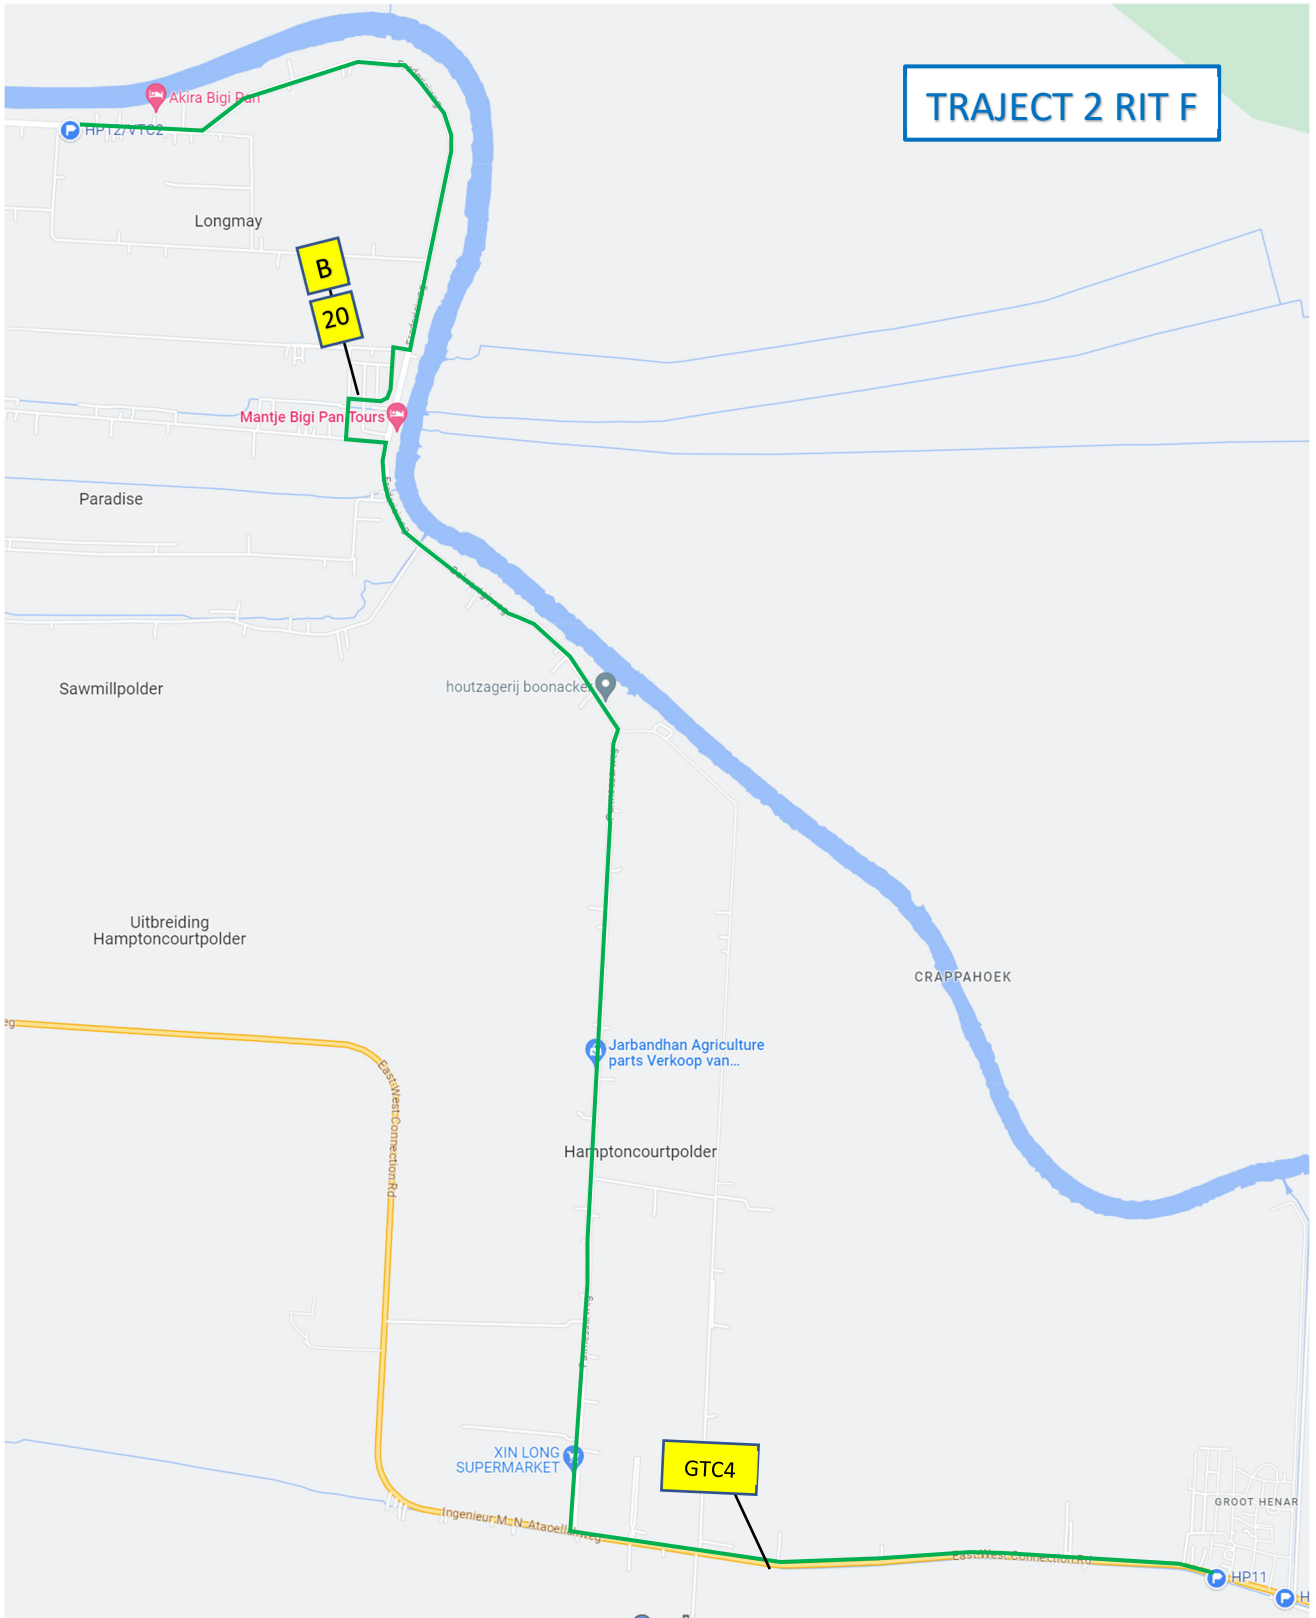 TRAJECT 2 RIT F
Akira Bigi Pan
HP12/VTC2
Longmay
B
20
Mantje Bigi Pan Tours
Paradise
Sawmillpolder
houtzagerij boonacker
Uitbreiding
Hamptoncourtpolder
CRAPPAHOEK
Jarbandhan Agriculture
parts Verkoop van...
East-West Connection Rd
Hamptoncourtpolder
XIN LONG
SUPERMARKET
GTC4
GROOT HENAR
East-West Connection Rd
HP11
H